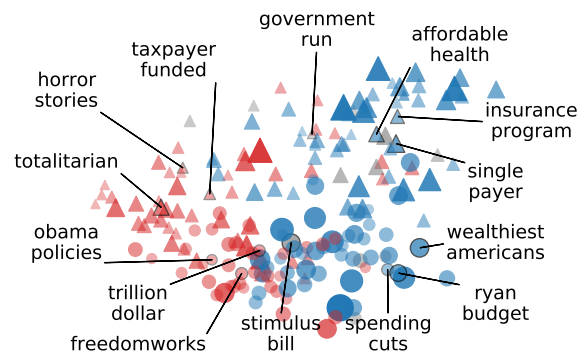 government
run
affordable
health
taxpayer
funded
horror
stories
insurance
program
totalitarian
single
payer
obama
policies
wealthiest
americans
trillion
dollar
ryan
budget
freedomworks
stimulus
bill
spending
cuts